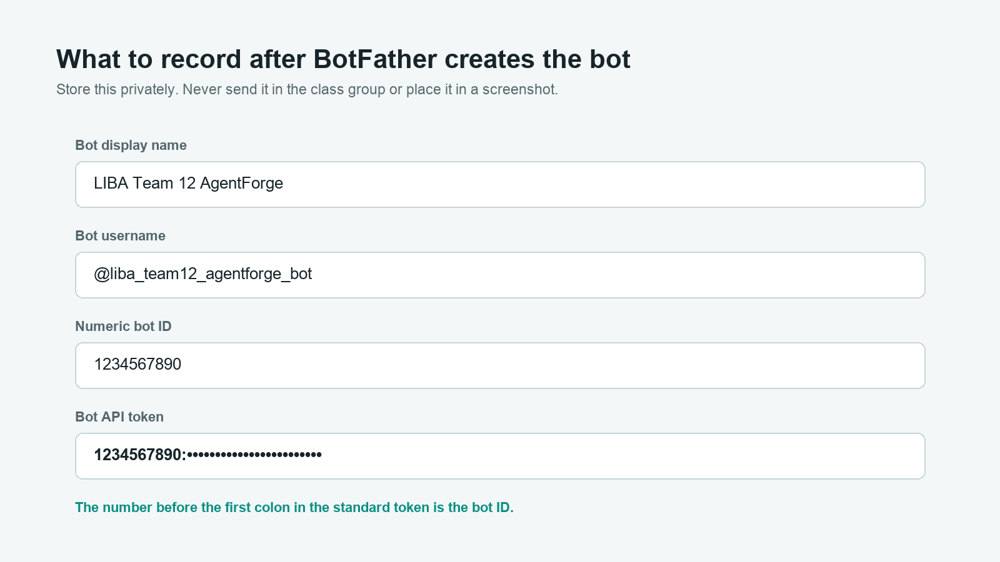 What to record after BotFather creates the bot
Store this privately. Never send it in the class group or place it in a screenshot.
Bot display name
LIBA Team 12 AgentForge
Bot username
@liba_team12_agentforge_bot
Numeric bot ID
1234567890
Bot API token
1234567890:••••••••••••••••••••••••
The number before the first colon in the standard token is the bot ID.